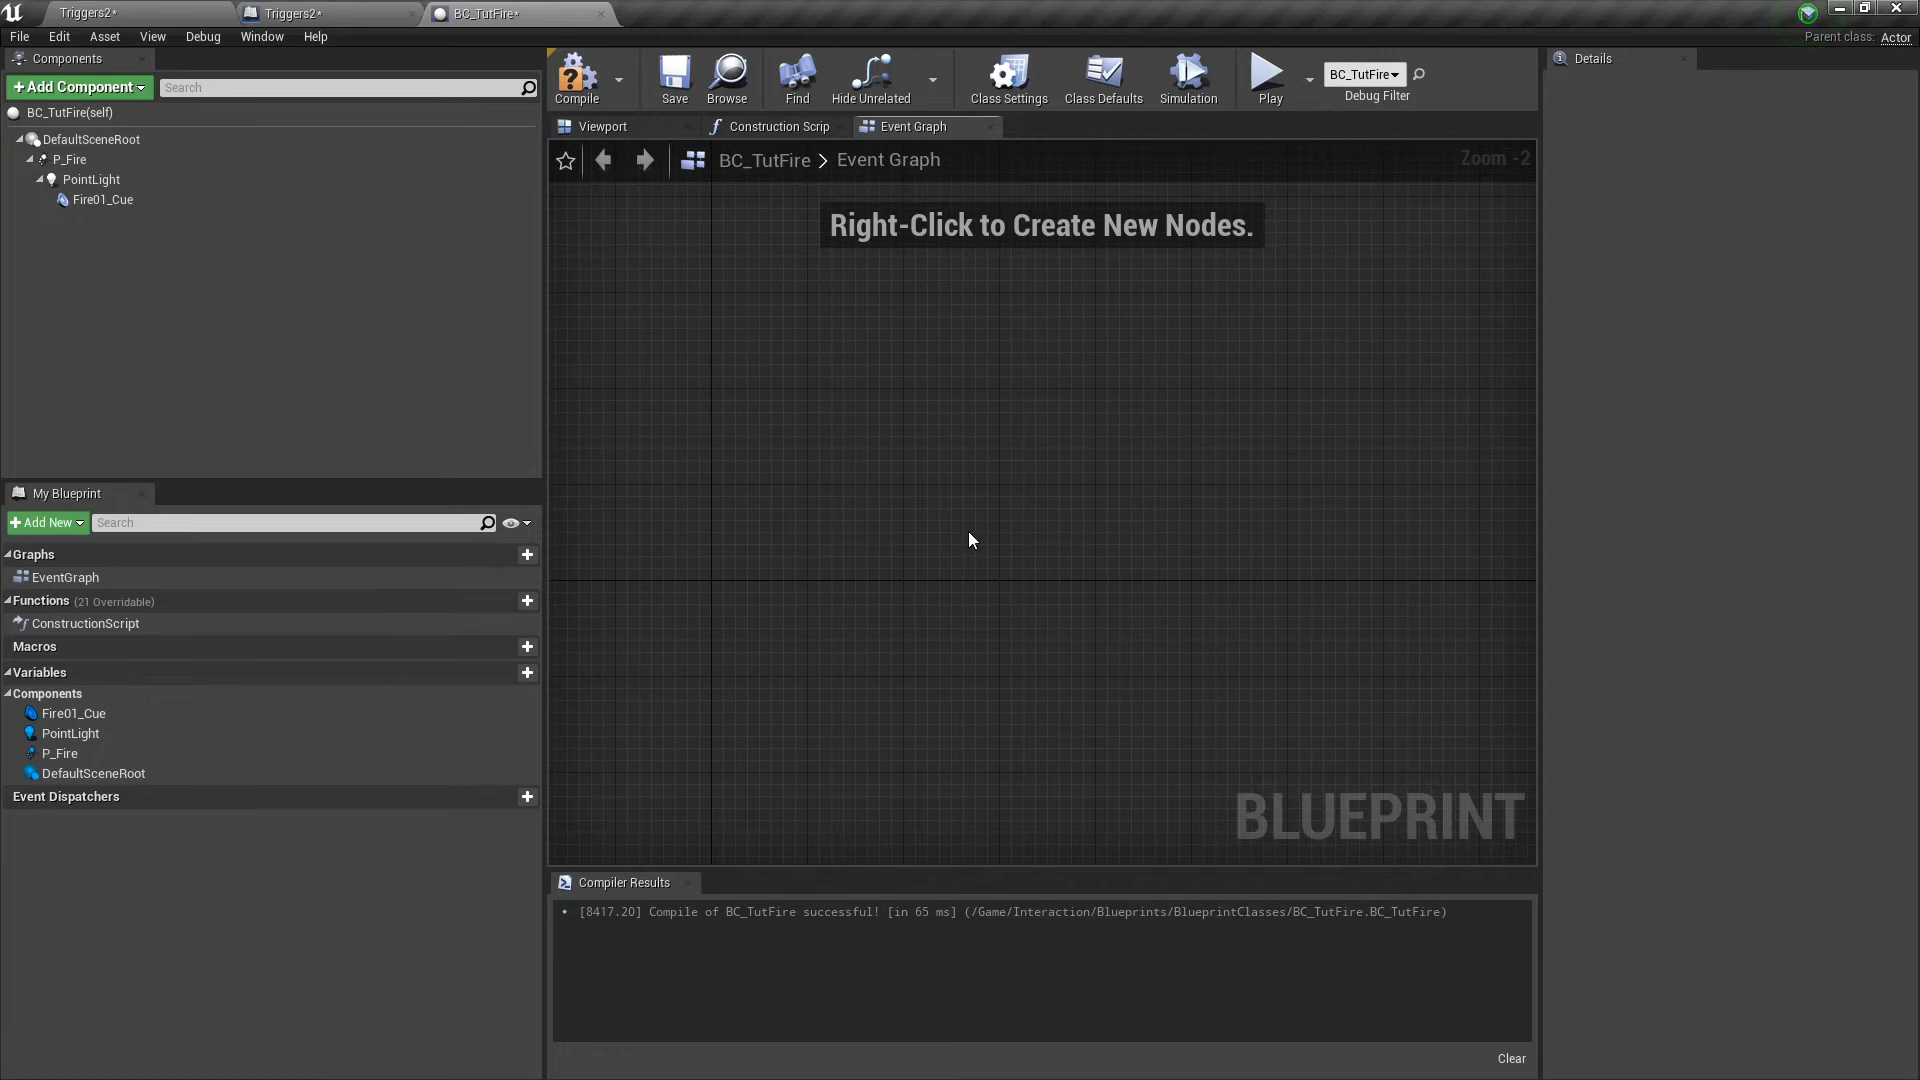 Triggers2*
Triggers2*
BC_TutFire*
File Edit Asset View Debug Window Help
Parent class: Actor
Components
Add Component
Search
BC_TutFire(self)
DefaultSceneRoot
P_Fire
PointLight
Fire01_Cue
Compile
Save
Browse
Find
Hide Unrelated
Class Settings
Class Defaults
Simulation
Play
BC_TutFire
Debug Filter
Details
Viewport
Construction Scrip
Event Graph
BC_TutFire > Event Graph
Zoom -2
Right-Click to Create New Nodes.
BLUEPRINT
My Blueprint
Add New
Search
Graphs
EventGraph
Functions (21 Overridable)
ConstructionScript
Macros
Variables
Components
Fire01_Cue
PointLight
P_Fire
DefaultSceneRoot
Event Dispatchers
Compiler Results
• [8417.20] Compile of BC_TutFire successful! [in 65 ms] (/Game/Interaction/Blueprints/BlueprintClasses/BC_TutFire.BC_TutFire)
Clear